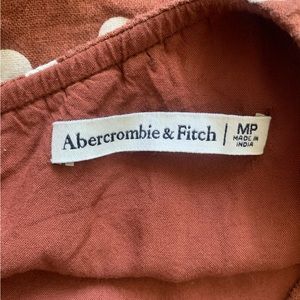 Abercrombie & Fitch | MP
MADE IN
INDIA